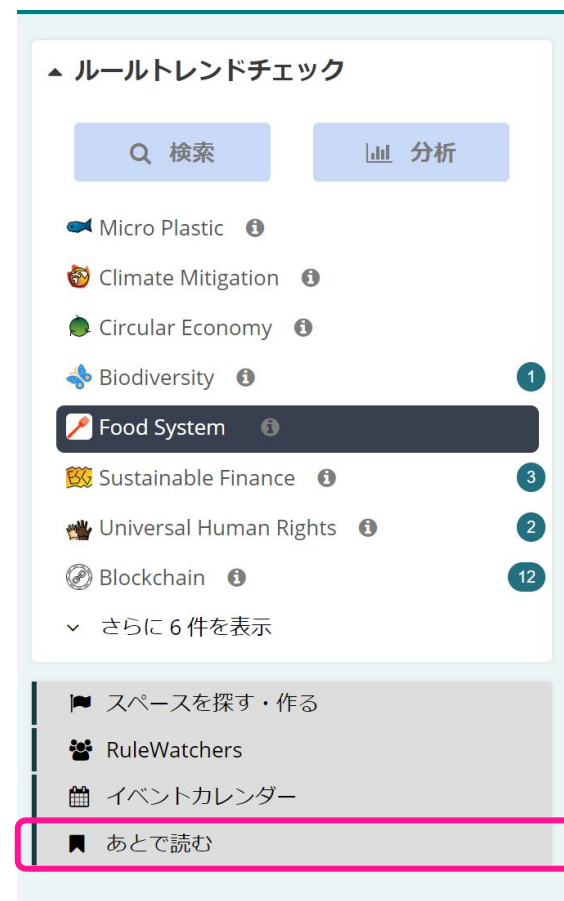 ルールトレンドチェック
検索
分析
Micro Plastic
Climate Mitigation
Circular Economy
Biodiversity 1
Food System
ESG Sustainable Finance 3
Universal Human Rights 2
Blockchain 12
さらに 6 件を表示
スペースを探す・作る
RuleWatchers
イベントカレンダー
あとで読む